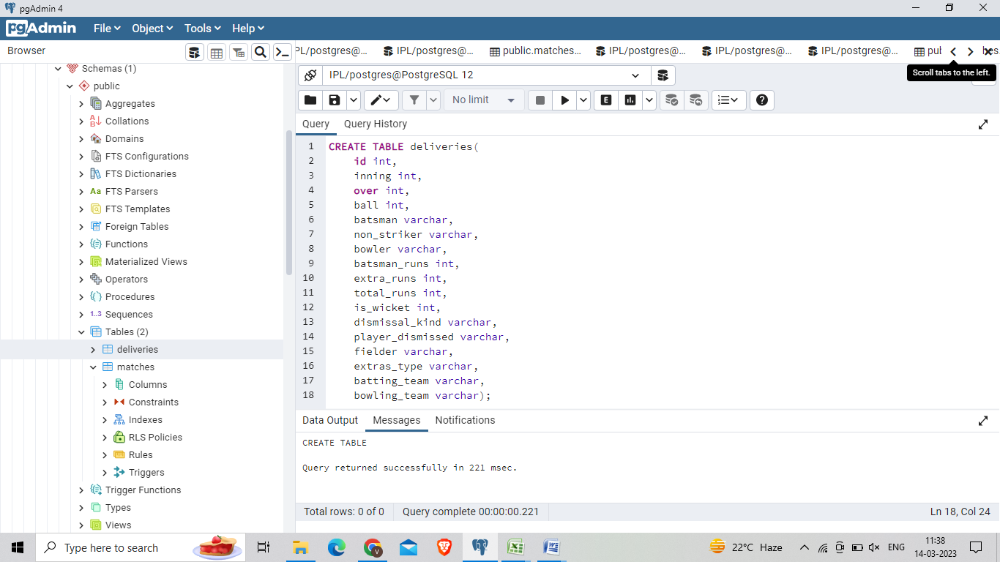 pgAdmin 4
pgAdmin File Object Tools Help
Browser
PL/postgres@... IPL/postgres@... public.matches... IPL/postgres@... IPL/postgres@... IPL/postgres@... pub hes.
Scroll tabs to the left.
IPL/postgres@PostgreSQL 12
No limit
E
Query Query History
Schemas (1)
public
Aggregates
Collations
Domains
FTS Configurations
FTS Dictionaries
Aa FTS Parsers
FTS Templates
Foreign Tables
Functions
Materialized Views
Operators
Procedures
1..3 Sequences
Tables (2)
deliveries
matches
Columns
Constraints
Indexes
RLS Policies
Rules
Triggers
Trigger Functions
Types
Views
1 CREATE TABLE deliveries(
2 id int,
3 inning int,
4 over int,
5 ball int,
6 batsman varchar,
7 non_striker varchar,
8 bowler varchar,
9 batsman_runs int,
10 extra_runs int,
11 total_runs int,
12 is_wicket int,
13 dismissal_kind varchar,
14 player_dismissed varchar,
15 fielder varchar,
16 extras_type varchar,
17 batting_team varchar,
18 bowling_team varchar);
Data Output Messages Notifications
CREATE TABLE
Query returned successfully in 221 msec.
Total rows: 0 of 0 Query complete 00:00:00.221 Ln 18, Col 24
Type here to search
22°C Haze ENG 11:38
14-03-2023